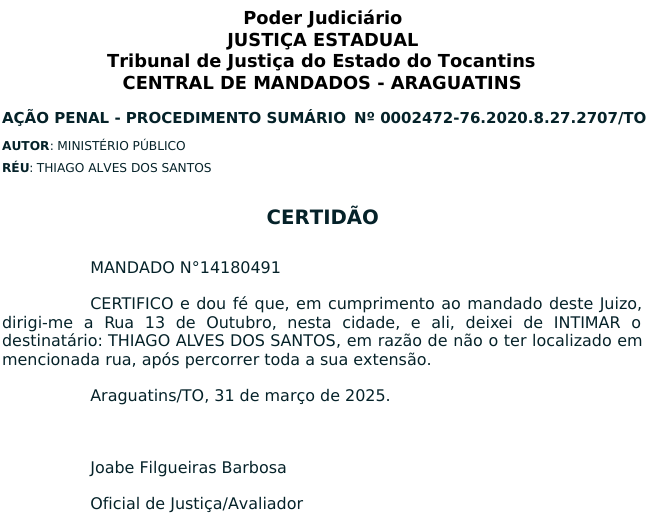 Poder Judiciário
JUSTIÇA ESTADUAL
Tribunal de Justiça do Estado do Tocantins
CENTRAL DE MANDADOS - ARAGUATINS
AÇÃO PENAL - PROCEDIMENTO SUMÁRIO Nº 0002472-76.2020.8.27.2707/TO
AUTOR: MINISTÉRIO PÚBLICO
RÉU: THIAGO ALVES DOS SANTOS
CERTIDÃO
MANDADO N°14180491
CERTIFICO e dou fé que, em cumprimento ao mandado deste Juizo,
dirigi-me a Rua 13 de Outubro, nesta cidade, e ali, deixei de INTIMAR o
destinatário: THIAGO ALVES DOS SANTOS, em razão de não o ter localizado em
mencionada rua, após percorrer toda a sua extensão.
Araguatins/TO, 31 de março de 2025.
Joabe Filgueiras Barbosa
Oficial de Justiça/Avaliador